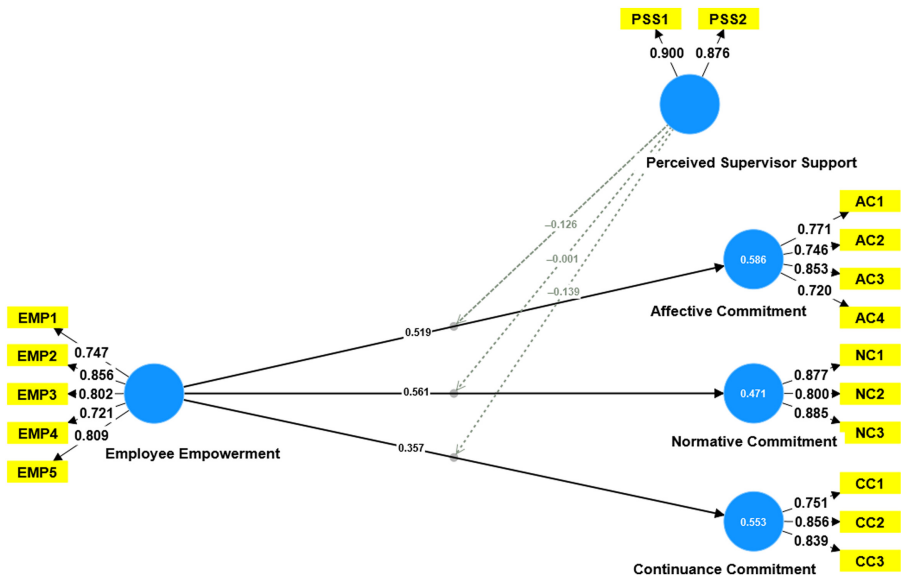 PSS1 PSS2
0.900 0.876
Perceived Supervisor Support
AC1
0.771
AC2
0.746
–0.126
0.586
0.853
AC3
–0.001
0.720
–0.139
Affective Commitment
AC4
EMP1
0.519
0.747
NC1
EMP2
0.877
0.856
EMP3
0.802
0.561
0.471
0.800
NC2
0.721
0.885
EMP4
NC3
0.809
Normative Commitment
0.357
Employee Empowerment
EMP5
CC1
0.751
0.553
0.856
CC2
0.839
CC3
Continuance Commitment